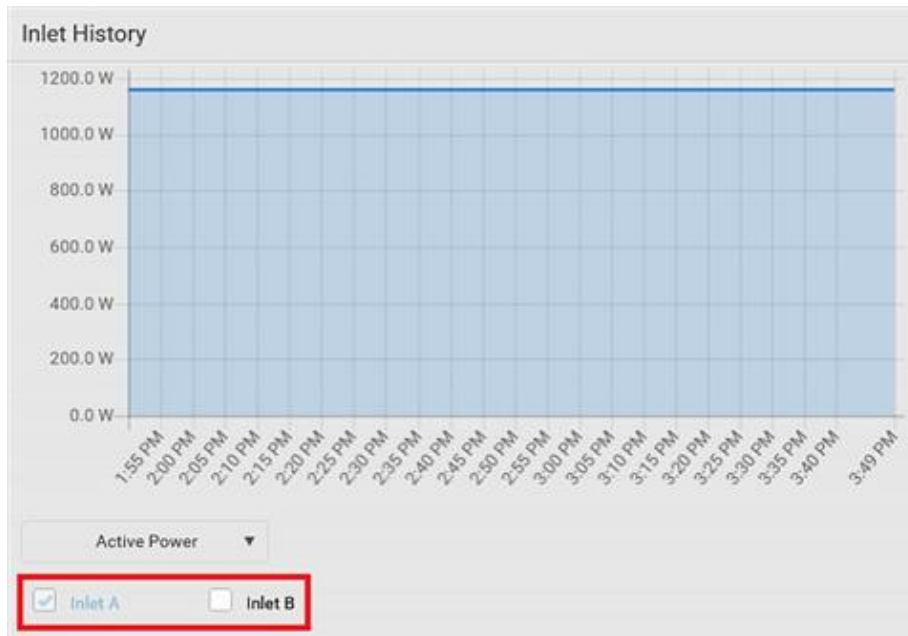 Inlet History
1200.0 W
1000.0 W
800.0 W
600.0 W
400.0 W
200.0 W
0.0 W
1:55 PM 2:00 PM 2:05 PM 2:10 PM 2:15 PM 2:20 PM 2:25 PM 2:30 PM 2:35 PM 2:40 PM 2:45 PM 2:50 PM 2:55 PM 3:00 PM 3:05 PM 3:10 PM 3:15 PM 3:20 PM 3:25 PM 3:30 PM 3:35 PM 3:40 PM 3:49 PM
Active Power
Inlet A Inlet B